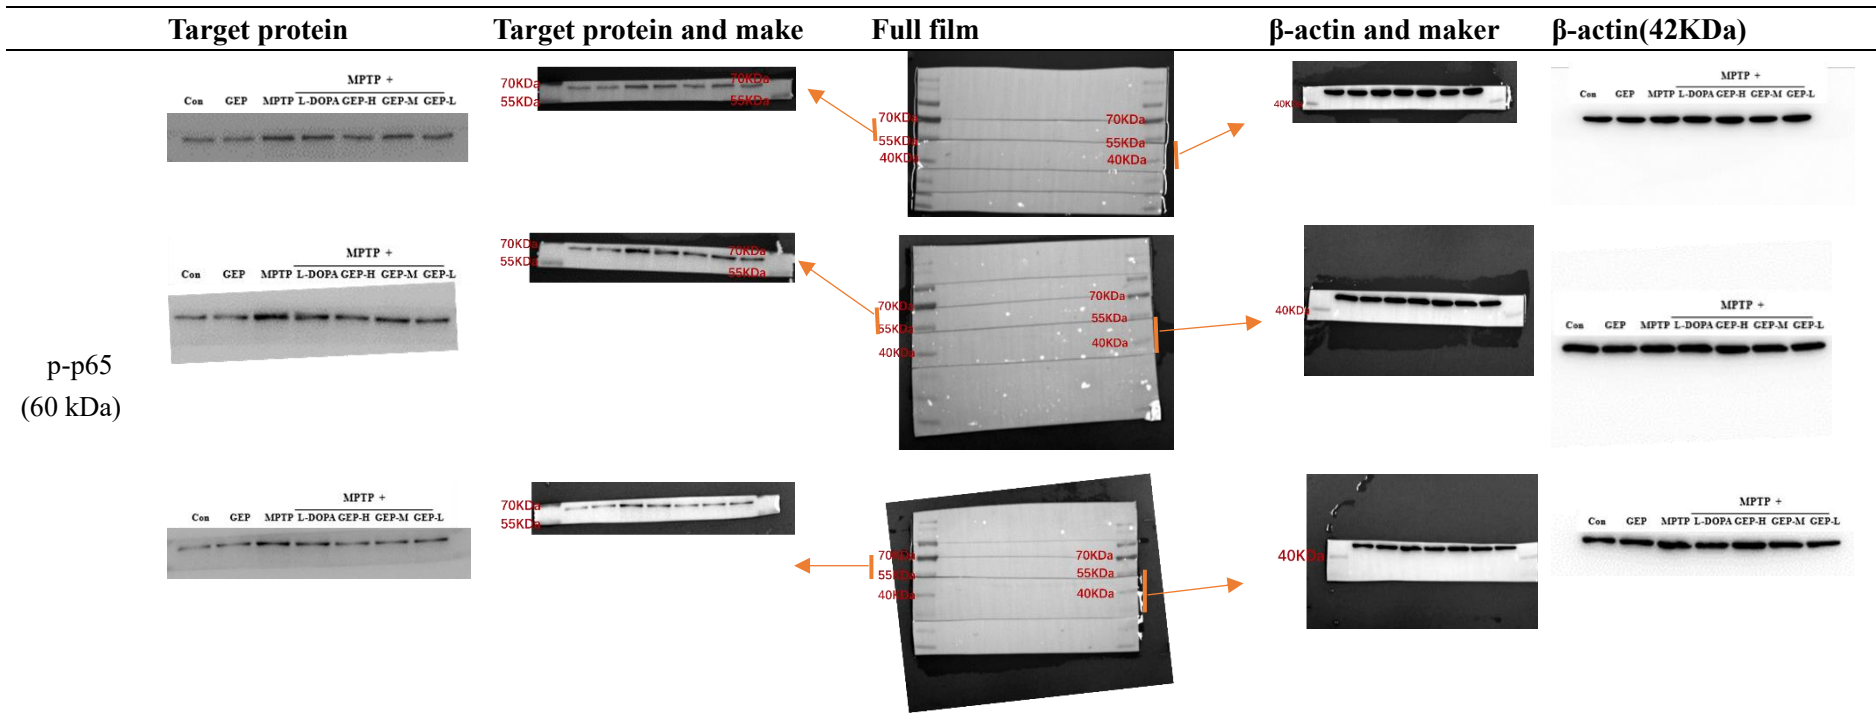 Target protein Target protein and make Full film β-actin and maker β-actin(42KDa)
p-p65
(60 kDa)
MPTP +
Con GEP MPTP L-DOPA GEP-H GEP-M GEP-L
70KDa 70KDa
55KDa 55KDa
70KDa 70KDa
55KDa 55KDa
40KDa 40KDa
40KDa
MPTP +
Con GEP MPTP L-DOPA GEP-H GEP-M GEP-L
MPTP +
Con GEP MPTP L-DOPA GEP-H GEP-M GEP-L
70KDa 70KDa
55KDa 55KDa
70KDa 70KDa
55KDa 55KDa
40KDa 40KDa
40KDa
MPTP +
Con GEP MPTP L-DOPA GEP-H GEP-M GEP-L
MPTP +
Con GEP MPTP L-DOPA GEP-H GEP-M GEP-L
70KDa
55KDa
70KDa 70KDa
55KDa 55KDa
40KDa 40KDa
40KDa
MPTP +
Con GEP MPTP L-DOPA GEP-H GEP-M GEP-L